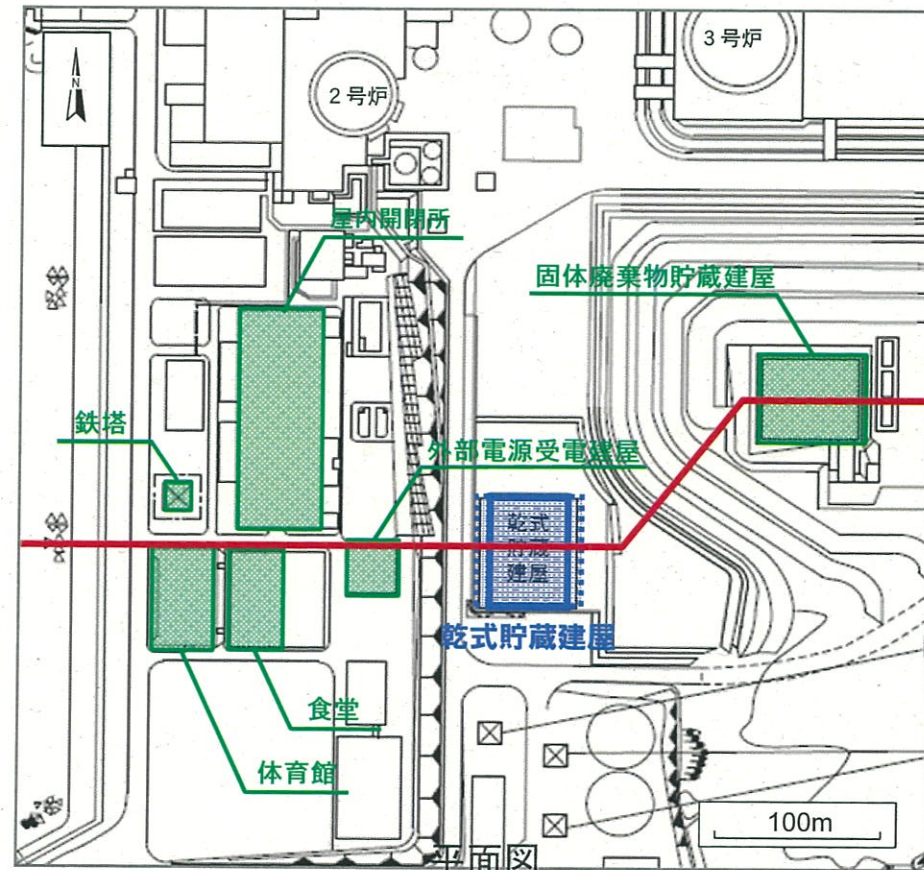 N
2号炉
3号炉
屋内開閉所
固体廃棄物貯蔵建屋
鉄塔
外部電源受電建屋
乾式
貯蔵
建屋
乾式貯蔵建屋
食堂
体育館
100m
平面図